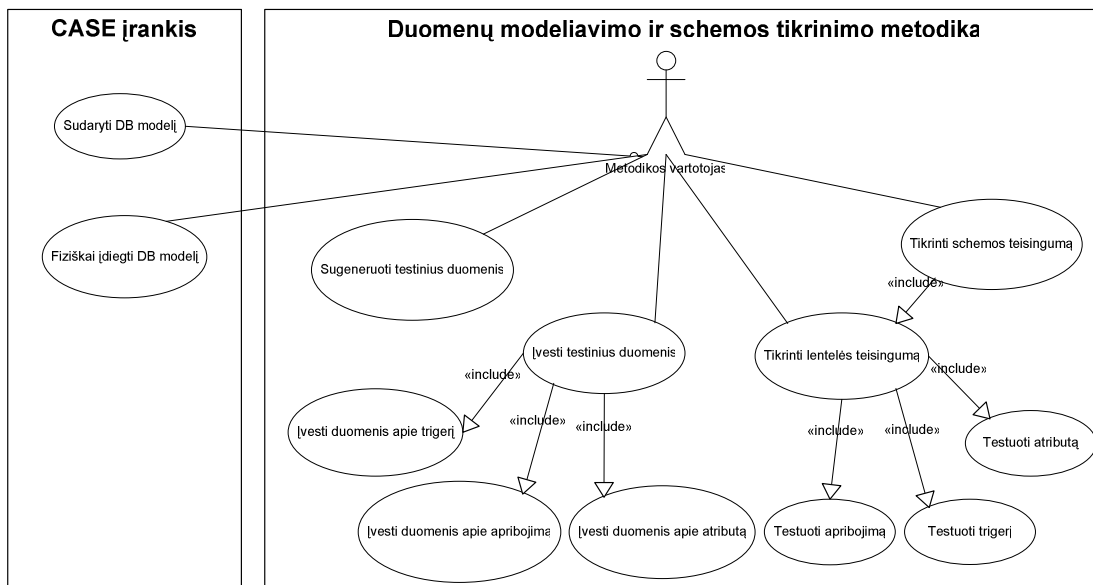 CASE įrankis
Duomenų modeliavimo ir schemos tikrinimo metodika
Sudaryti DB modelį
Metodikos vartotojas
Fiziškai įdiegti DB modelį
Sugeneruoti testinius duomenis
Tikrinti schemos teisingumą
«include»
Įvesti testinius duomenis
Tikrinti lentelės teisingumą
«include»
«include»
«include»
«include»
«include»
«include»
Įvesti duomenis apie trigerį
Testuoti atributą
Įvesti duomenis apie apribojimą
Įvesti duomenis apie atributą
Testuoti apribojimą
Testuoti trigerį